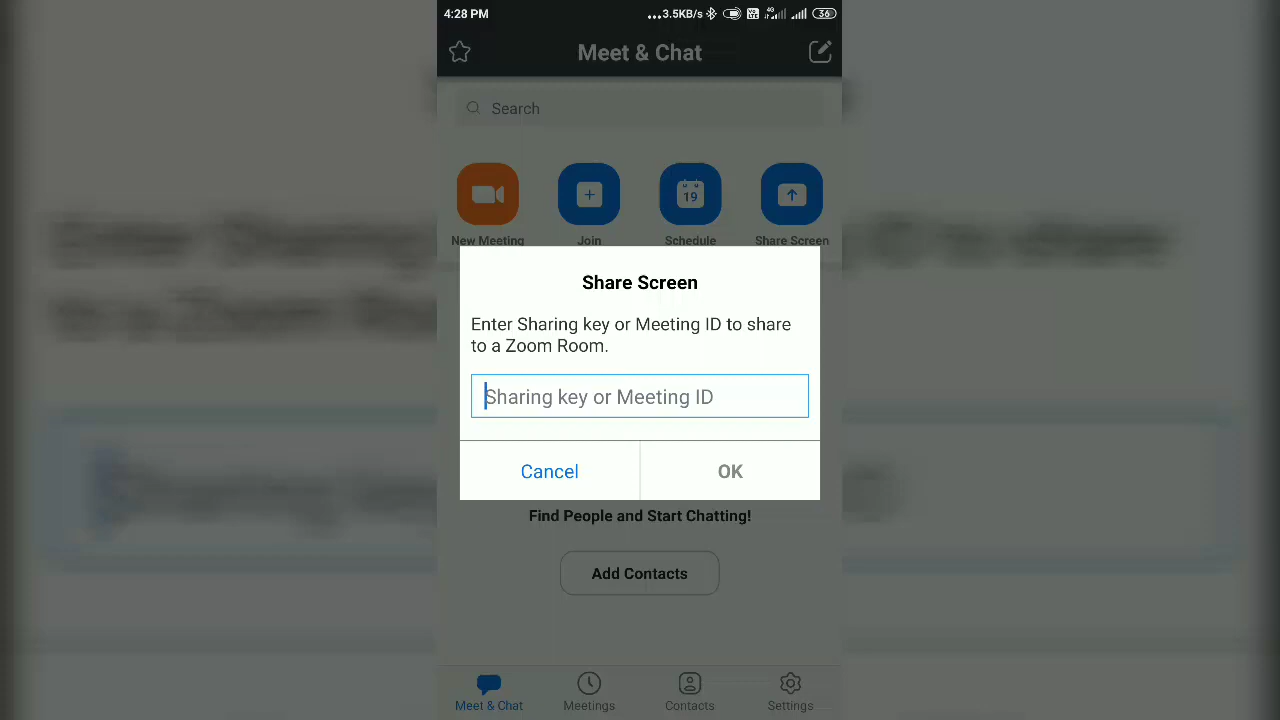 4:28 PM
...3.5KB/s
4G
36
Meet & Chat
Search
19
New Meeting
Join
Schedule
Share Screen
Share Screen
Enter Sharing key or Meeting ID to share
to a Zoom Room.
Sharing key or Meeting ID
Cancel
OK
Find People and Start Chatting!
Add Contacts
Meet & Chat
Meetings
Contacts
Settings